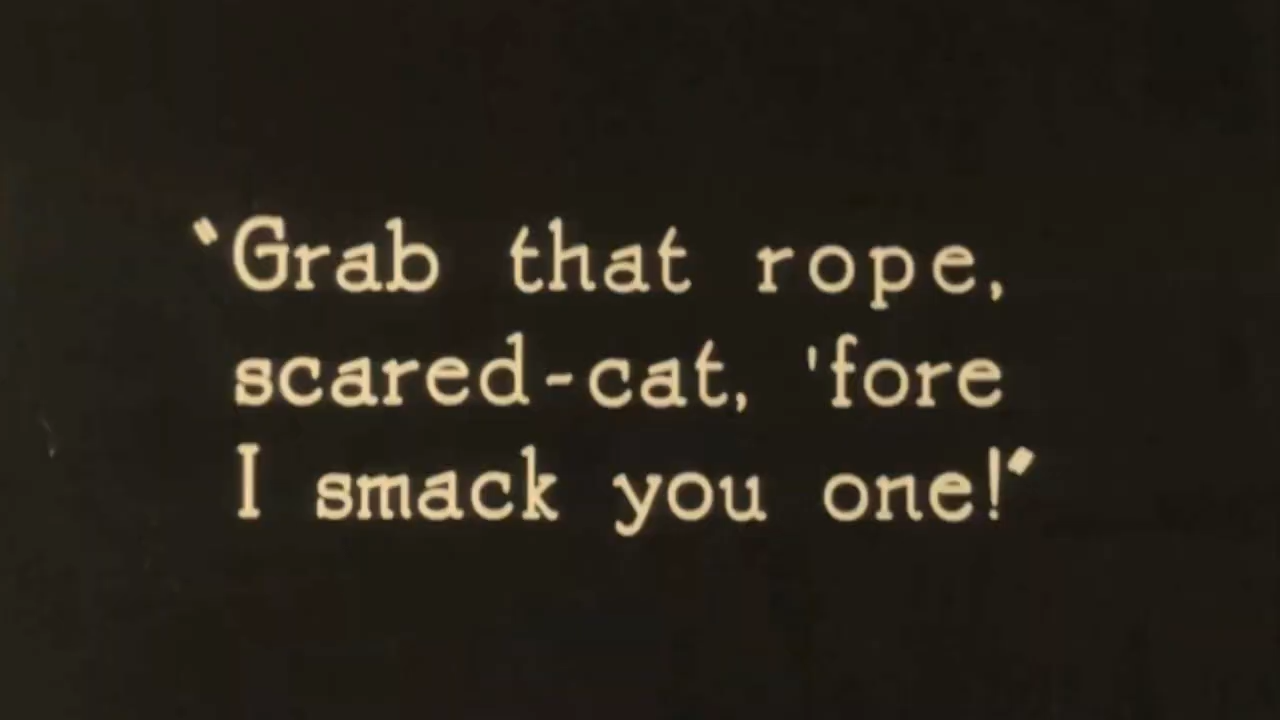 "Grab that rope,
scared-cat, 'fore
I smack you one!"